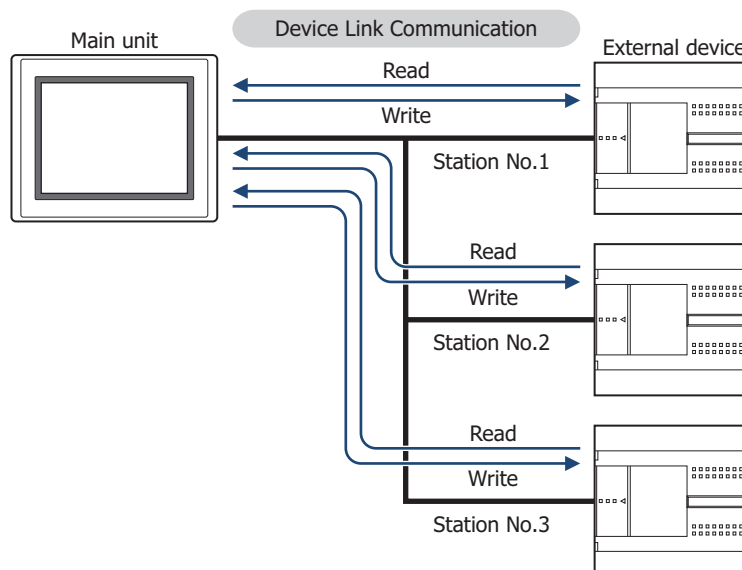 Device Link Communication
Main unit
External device
Read
Write
Station No.1
Read
Write
Station No.2
Read
Write
Station No.3